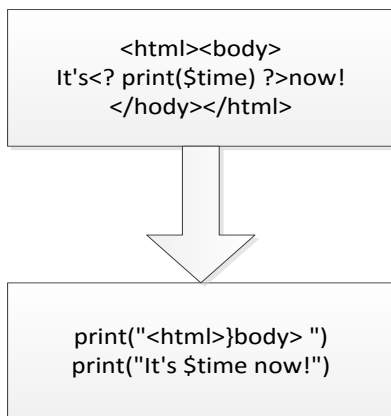 <html><body>
It's<? print($time) ?>now!
</hody></html>
print("<html>}body> ")
print("It's $time now!")